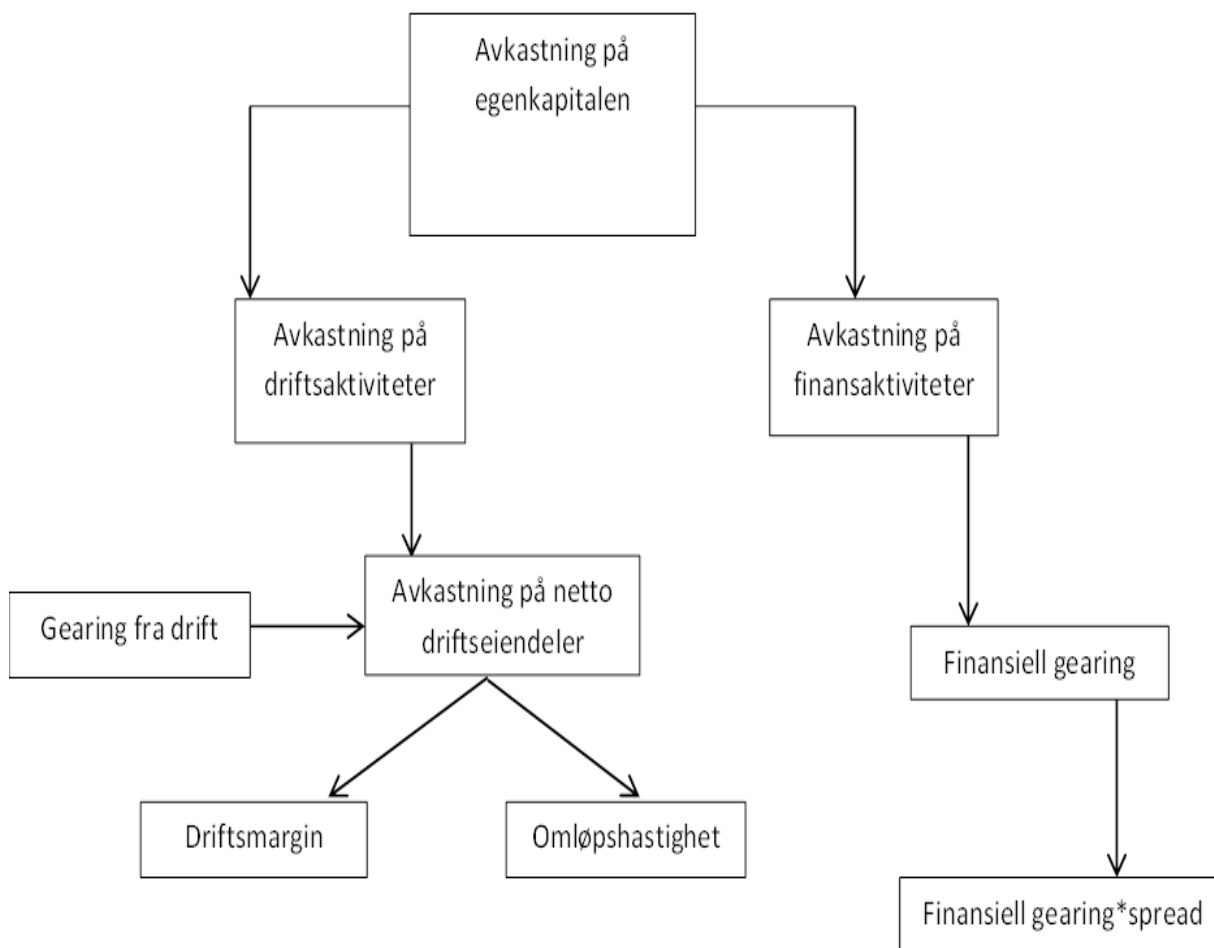 Avkastning på
egenkapitalen
Avkastning på
driftsaktiviteter
Avkastning på
finansaktiviteter
Avkastning på netto
driftseiendeler
Gearing fra drift
Finansiell gearing
Driftsmargin
Omløpshastighet
Finansiell gearing*spread